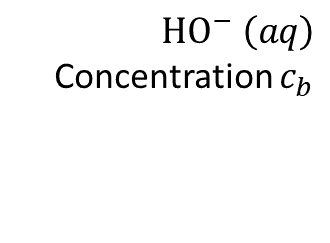 HO⁻ (aq)
Concentration c_b